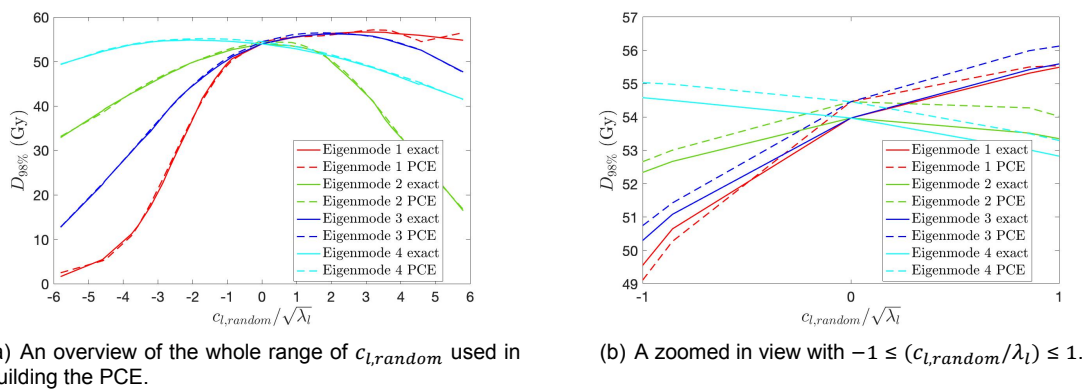 60
50
40
30
20
10
0
D98% (Gy)
-6 -5 -4 -3 -2 -1 0 1 2 3 4 5 6
c_{l,random}/√λ_l
Eigenmode 1 exact
Eigenmode 1 PCE
Eigenmode 2 exact
Eigenmode 2 PCE
Eigenmode 3 exact
Eigenmode 3 PCE
Eigenmode 4 exact
Eigenmode 4 PCE
57
56
55
54
53
52
51
50
49
D98% (Gy)
-1 0 1
c_{l,random}/√λ_l
Eigenmode 1 exact
Eigenmode 1 PCE
Eigenmode 2 exact
Eigenmode 2 PCE
Eigenmode 3 exact
Eigenmode 3 PCE
Eigenmode 4 exact
Eigenmode 4 PCE
) An overview of the whole range of c_{l,random} used in
uilding the PCE.
(b) A zoomed in view with −1 ≤ (c_{l,random}/λ_l) ≤ 1.